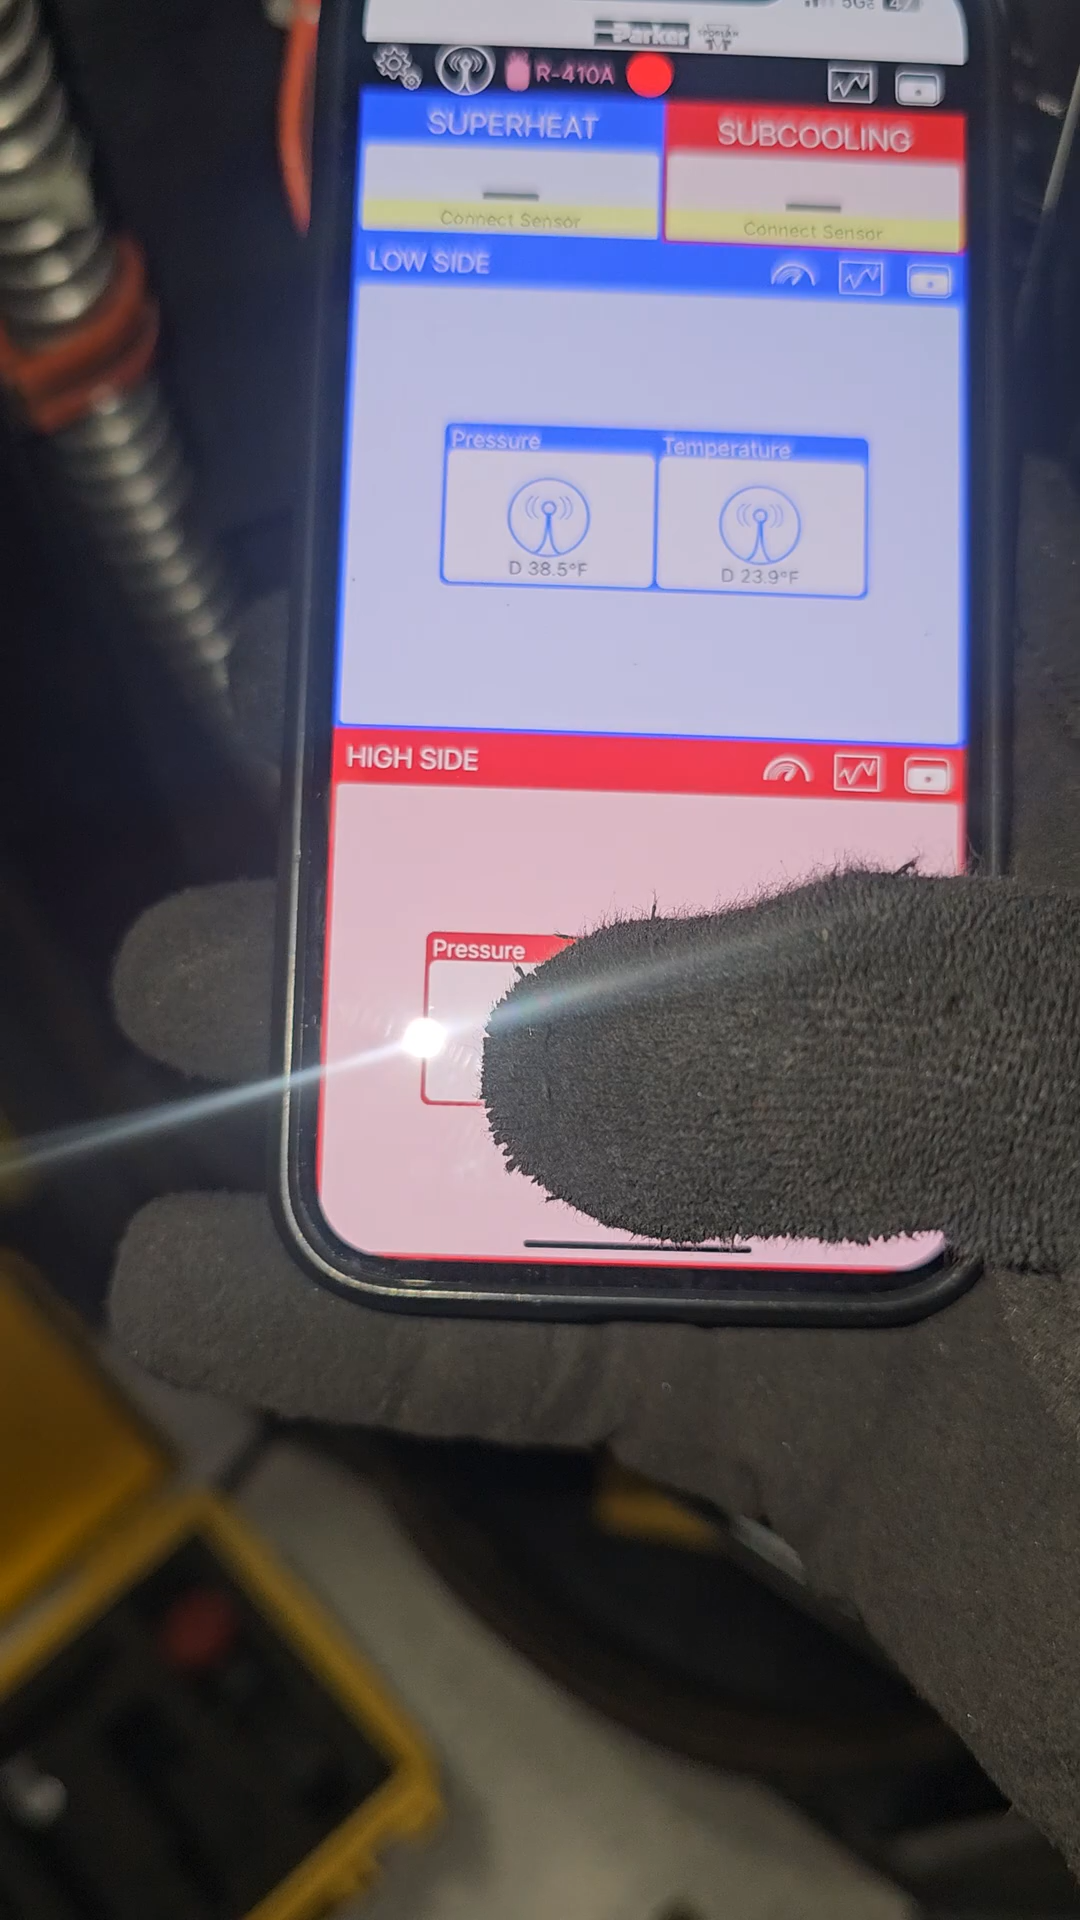 Parker
R-410A
SUPERHEAT
SUBCOOLING
Connect Sensor
Connect Sensor
LOW SIDE
Pressure
Temperature
D 38.5°F
D 23.9°F
HIGH SIDE
Pressure